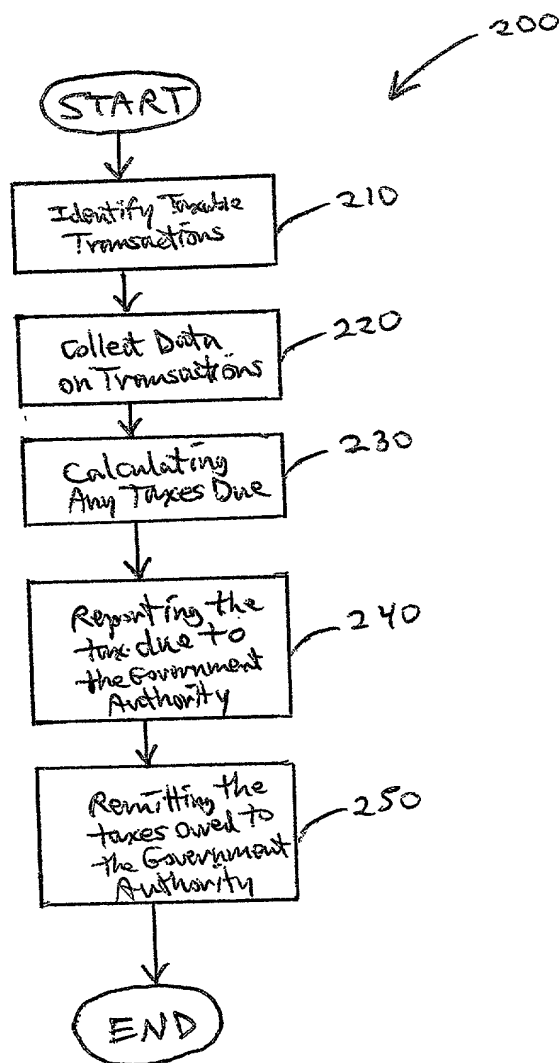 200
START
Identify Taxable
Transactions
210
Collect Data
on Transactions
220
Calculating
Any Taxes Due
230
Reporting the
tax due to
the Government
Authority
240
Remitting the
taxes owed to
the Government
Authority
250
END